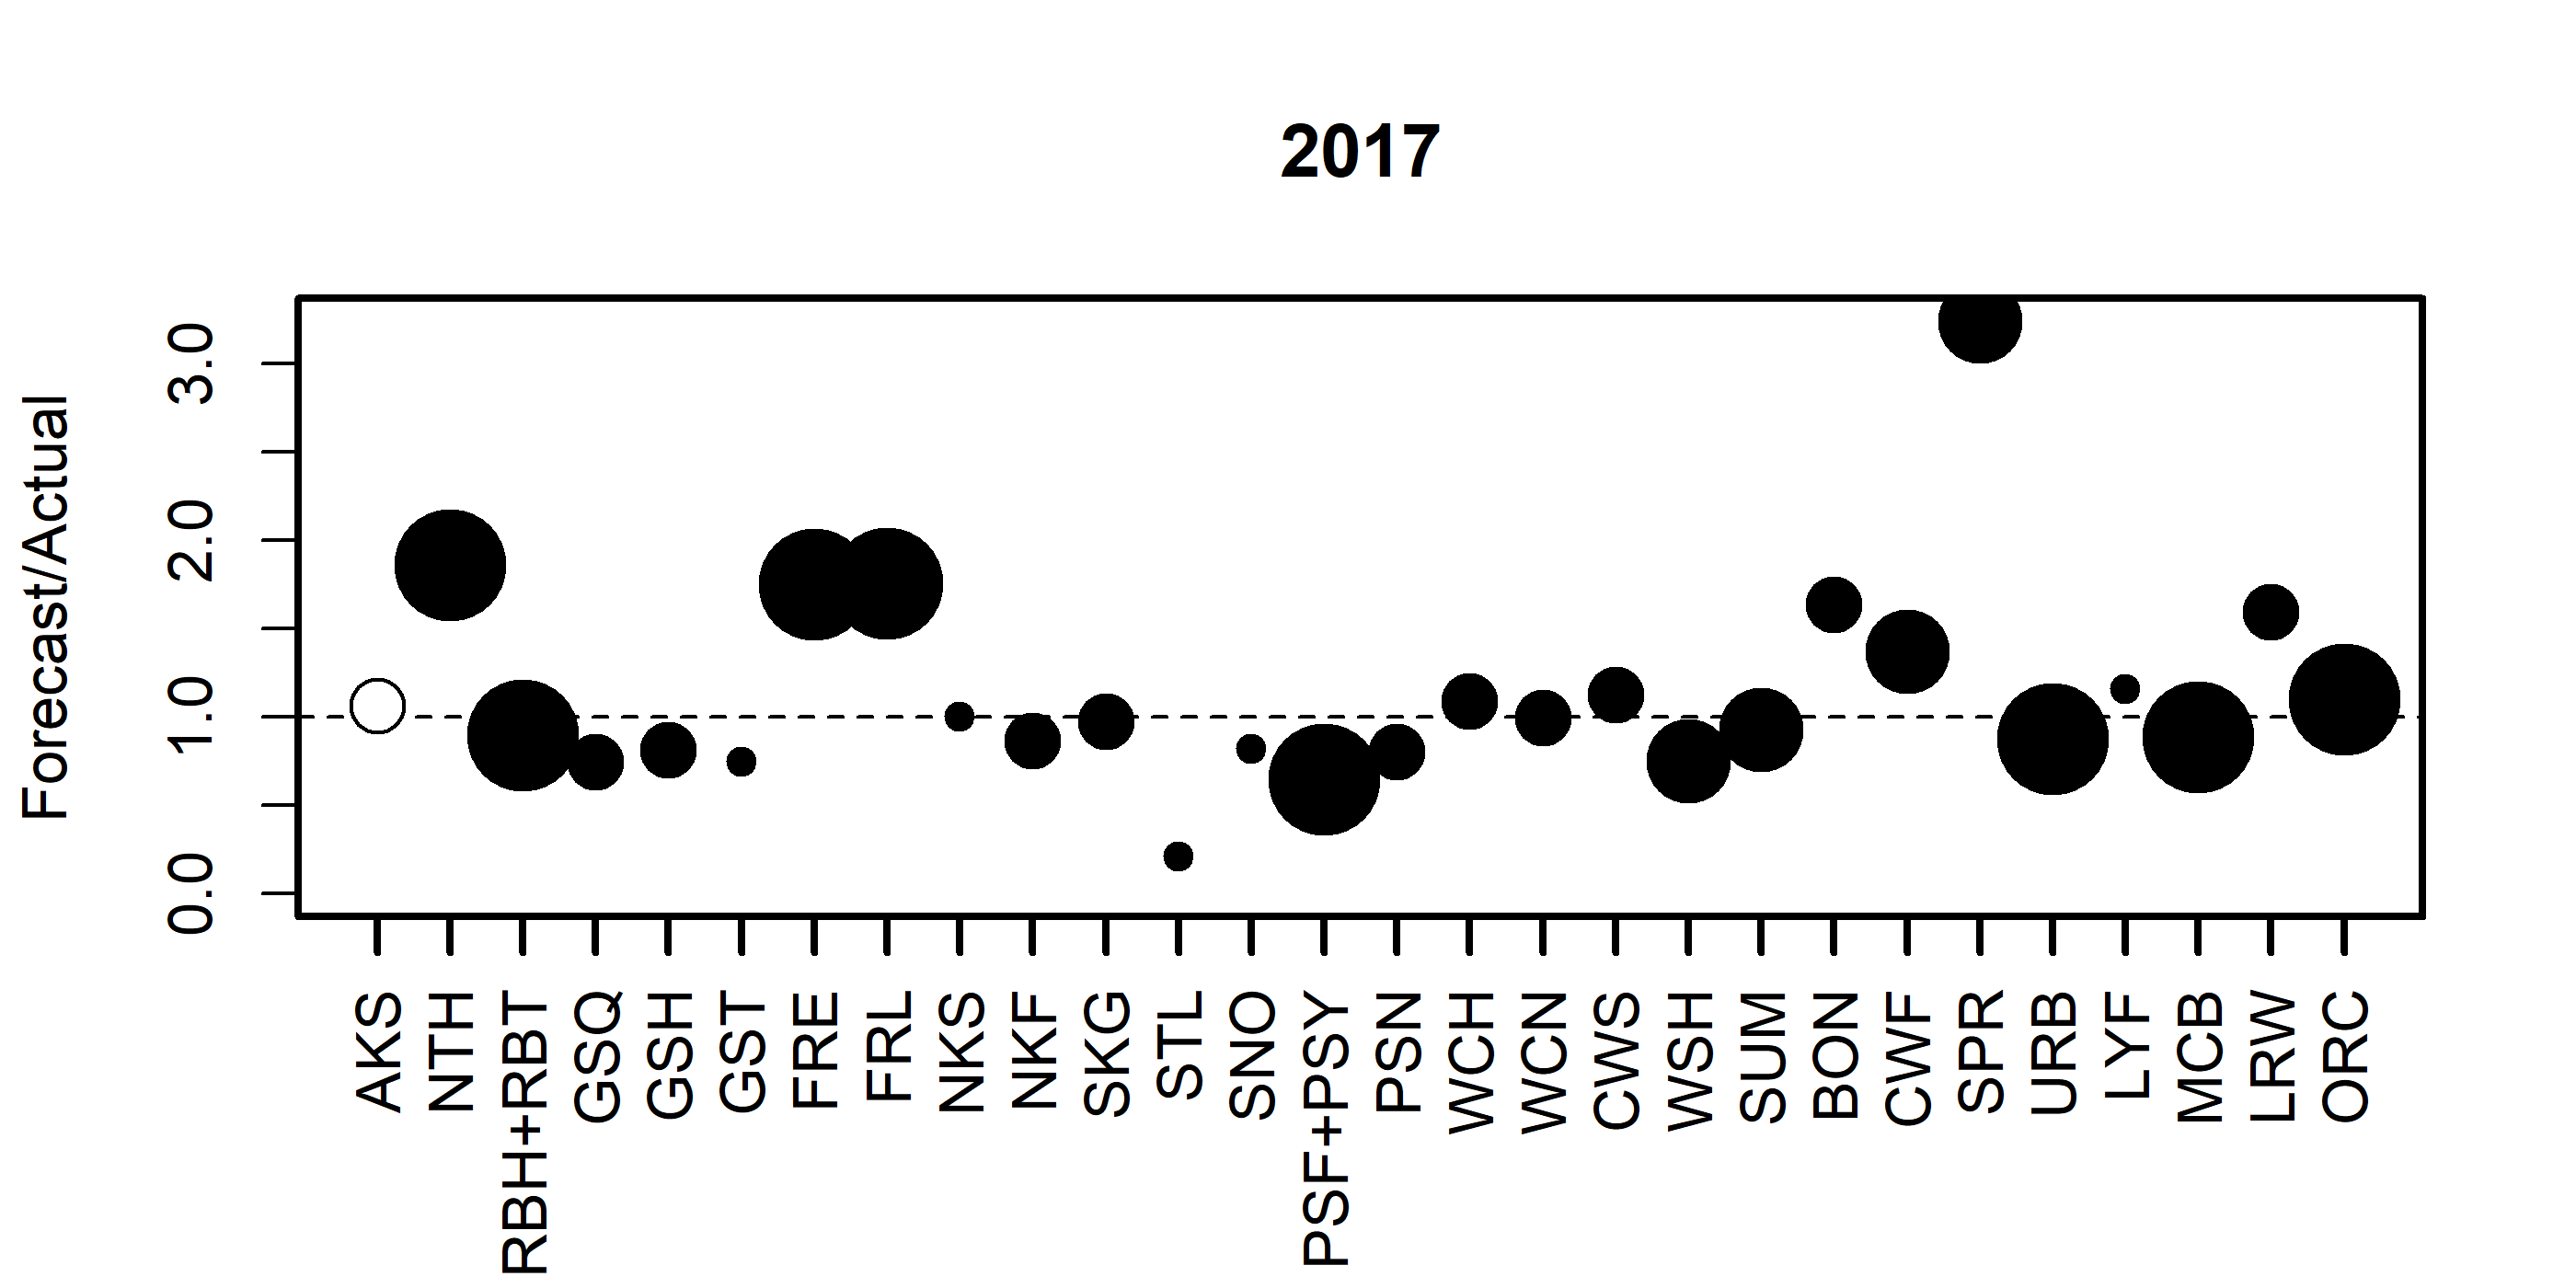 2017
Forecast/Actual
3.0
2.0
1.0
0.0
AKS
NTH
RBH+RBT
GSQ
GSH
GST
FRE
FRL
NKS
NKF
SKG
STL
SNO
PSF+PSY
PSN
WCH
WCN
CWS
WSH
SUM
BON
CWF
SPR
URB
LYF
MCB
LRW
ORC